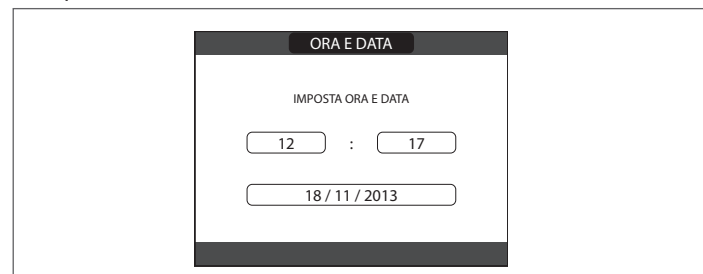 ORA E DATA
IMPOSTA ORA E DATA
12 : 17
18 / 11 / 2013